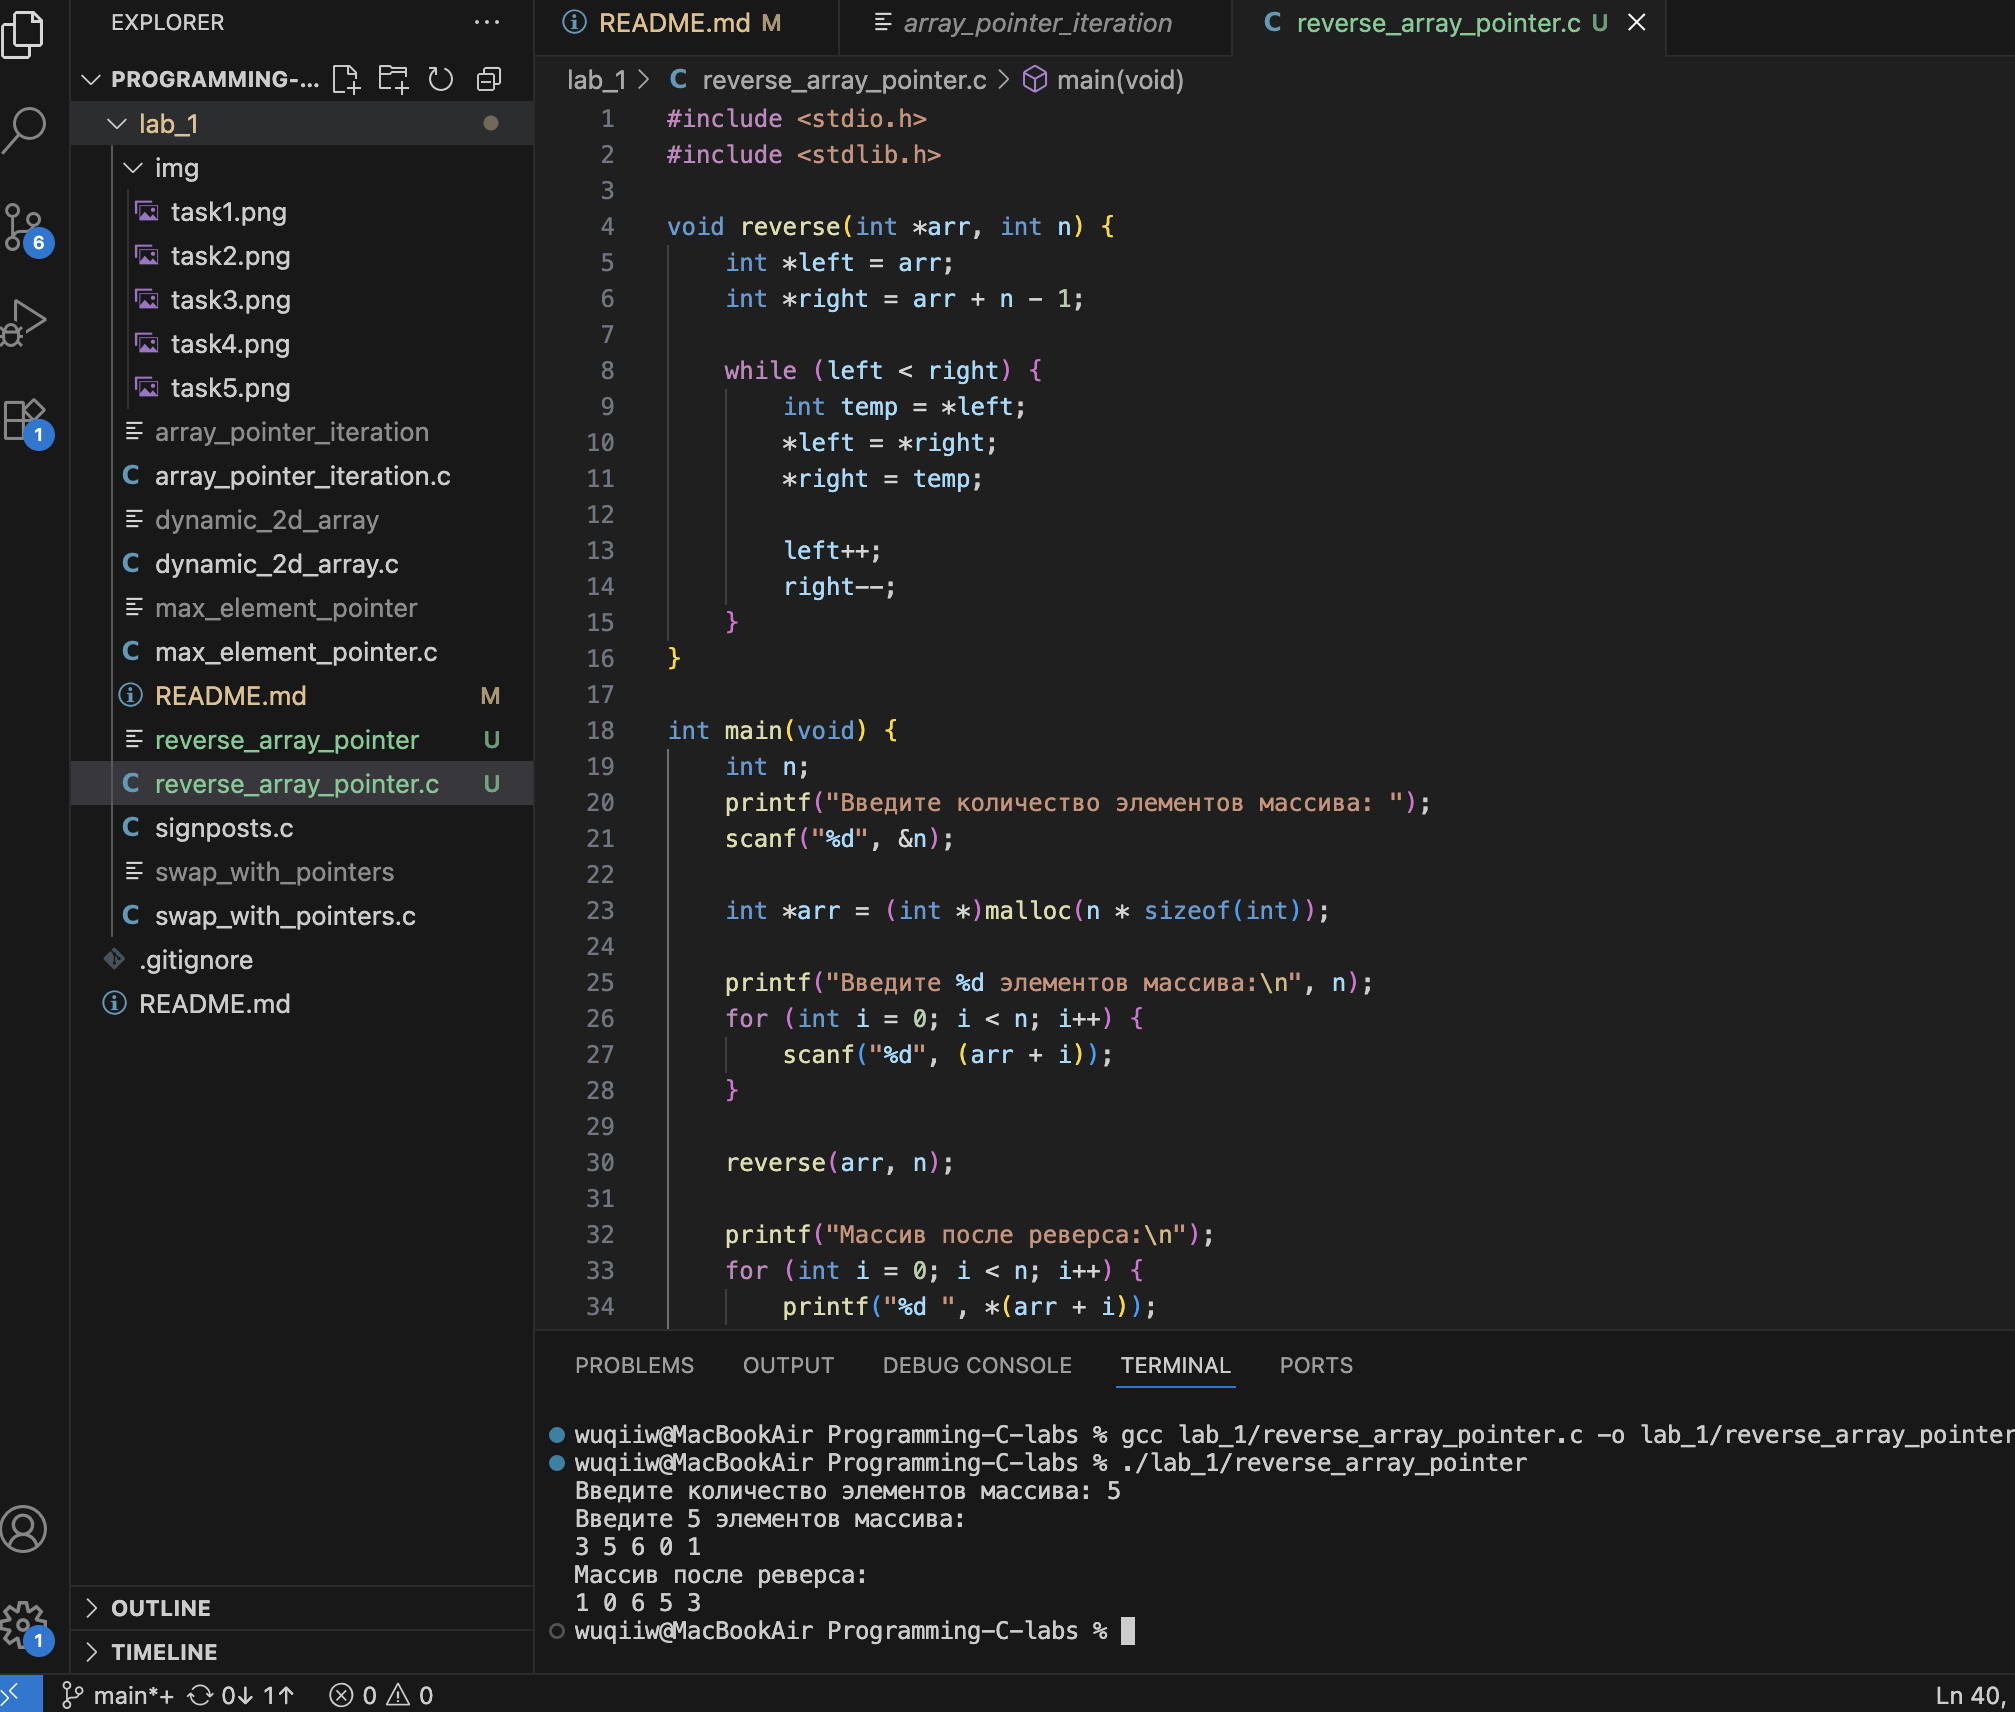 EXPLORER
PROGRAMMING-...
lab_1
img
task1.png
task2.png
task3.png
task4.png
task5.png
array_pointer_iteration
array_pointer_iteration.c
dynamic_2d_array
dynamic_2d_array.c
max_element_pointer
max_element_pointer.c
README.md M
reverse_array_pointer U
reverse_array_pointer.c U
signposts.c
swap_with_pointers
swap_with_pointers.c
.gitignore
README.md
OUTLINE
TIMELINE
6
1
1
README.md M array_pointer_iteration reverse_array_pointer.c U
lab_1 > C reverse_array_pointer.c > main(void)
1 #include <stdio.h>
2 #include <stdlib.h>
3
4 void reverse(int *arr, int n) {
5 int *left = arr;
6 int *right = arr + n - 1;
7
8 while (left < right) {
9 int temp = *left;
10 *left = *right;
11 *right = temp;
12
13 left++;
14 right--;
15 }
16 }
17
18 int main(void) {
19 int n;
20 printf("Введите количество элементов массива: ");
21 scanf("%d", &n);
22
23 int *arr = (int *)malloc(n * sizeof(int));
24
25 printf("Введите %d элементов массива:\n", n);
26 for (int i = 0; i < n; i++) {
27 scanf("%d", (arr + i));
28 }
29
30 reverse(arr, n);
31
32 printf("Массив после реверса:\n");
33 for (int i = 0; i < n; i++) {
34 printf("%d ", *(arr + i));
PROBLEMS OUTPUT DEBUG CONSOLE TERMINAL PORTS
wuqiiw@MacBookAir Programming-C-labs % gcc lab_1/reverse_array_pointer.c -o lab_1/reverse_array_pointer
wuqiiw@MacBookAir Programming-C-labs % ./lab_1/reverse_array_pointer
Введите количество элементов массива: 5
Введите 5 элементов массива:
3 5 6 0 1
Массив после реверса:
1 0 6 5 3
wuqiiw@MacBookAir Programming-C-labs %
main*+ 0↓ 1↑ 0 0 Ln 40,